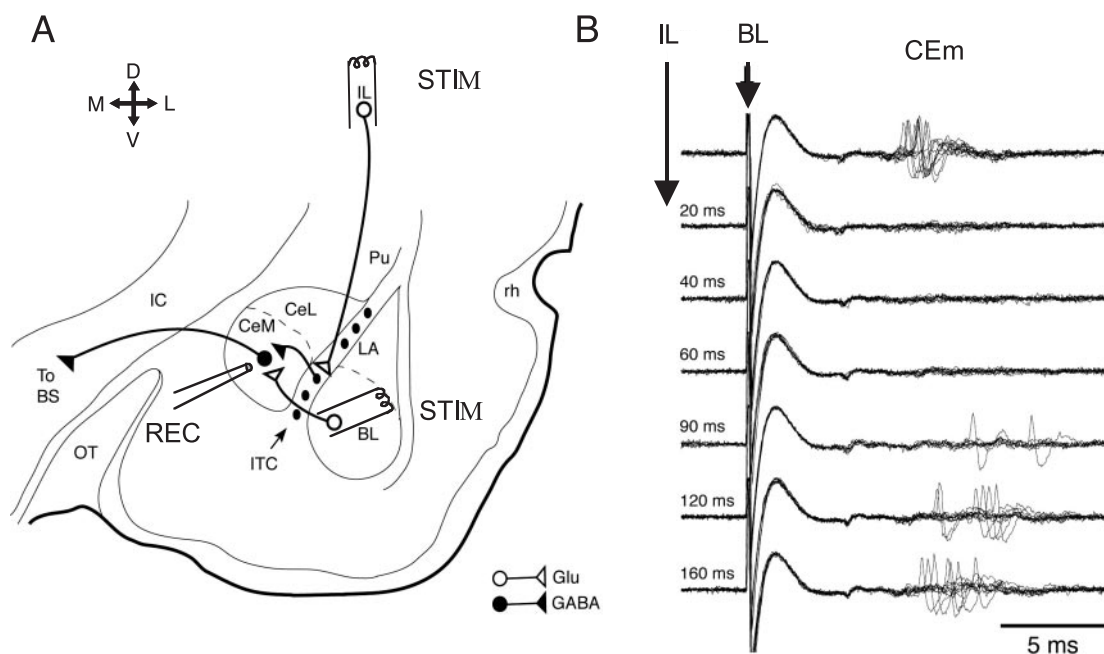 A
D
M
L
V
STIM
IL
Pu
rh
IC
CeL
CeM
LA
To
BS
STIM
REC
BL
ITC
OT
Glu
GABA
B
IL
BL
CEm
20 ms
40 ms
60 ms
90 ms
120 ms
160 ms
5 ms